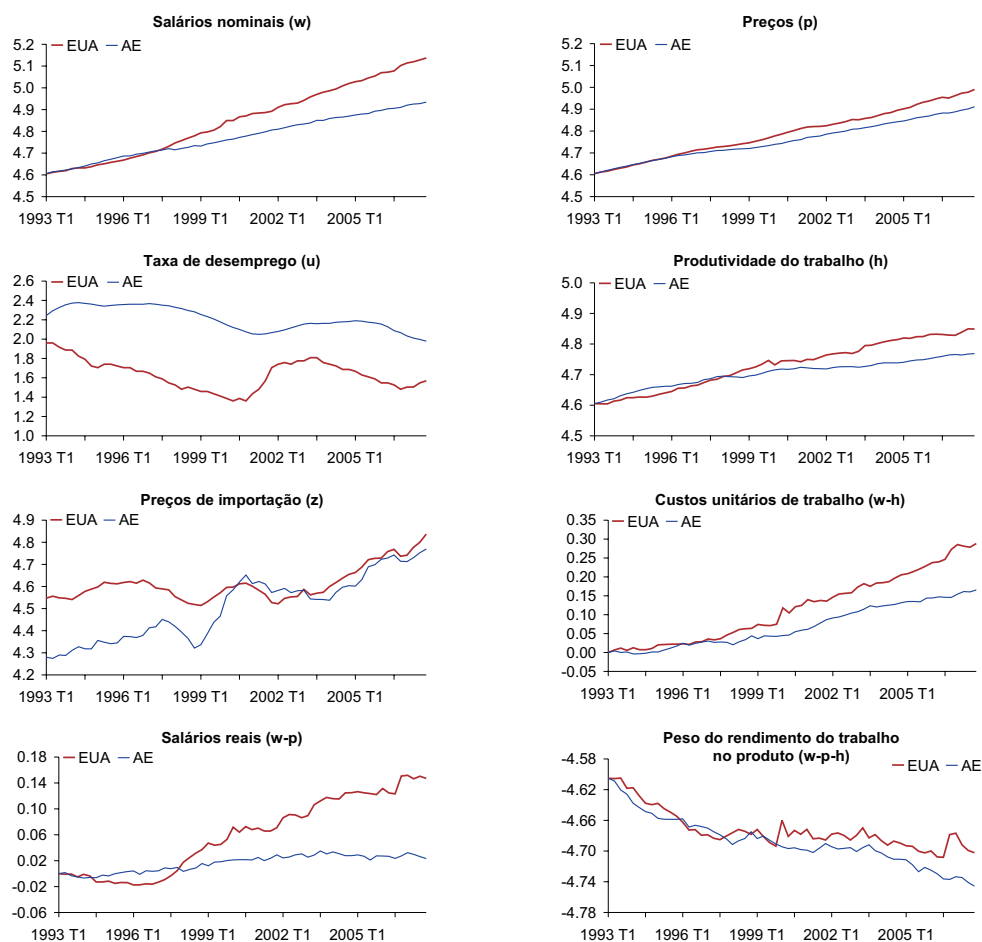 Salários nominais (w)
EUA AE
5.2
5.1
5.0
4.9
4.8
4.7
4.6
4.5
1993 T1 1996 T1 1999 T1 2002 T1 2005 T1
Preços (p)
EUA AE
5.2
5.1
5.0
4.9
4.8
4.7
4.6
4.5
1993 T1 1996 T1 1999 T1 2002 T1 2005 T1
Taxa de desemprego (u)
EUA AE
2.6
2.4
2.2
2.0
1.8
1.6
1.4
1.2
1.0
1993 T1 1996 T1 1999 T1 2002 T1 2005 T1
Produtividade do trabalho (h)
EUA AE
5.0
4.9
4.8
4.7
4.6
4.5
1993 T1 1996 T1 1999 T1 2002 T1 2005 T1
Preços de importação (z)
EUA AE
4.9
4.8
4.7
4.6
4.5
4.4
4.3
4.2
1993 T1 1996 T1 1999 T1 2002 T1 2005 T1
Custos unitários de trabalho (w-h)
EUA AE
0.35
0.30
0.25
0.20
0.15
0.10
0.05
0.00
-0.05
1993 T1 1996 T1 1999 T1 2002 T1 2005 T1
Salários reais (w-p)
EUA AE
0.18
0.14
0.10
0.06
0.02
-0.02
-0.06
1993 T1 1996 T1 1999 T1 2002 T1 2005 T1
Peso do rendimento do trabalho
no produto (w-p-h)
EUA AE
-4.58
-4.62
-4.66
-4.70
-4.74
-4.78
1993 T1 1996 T1 1999 T1 2002 T1 2005 T1